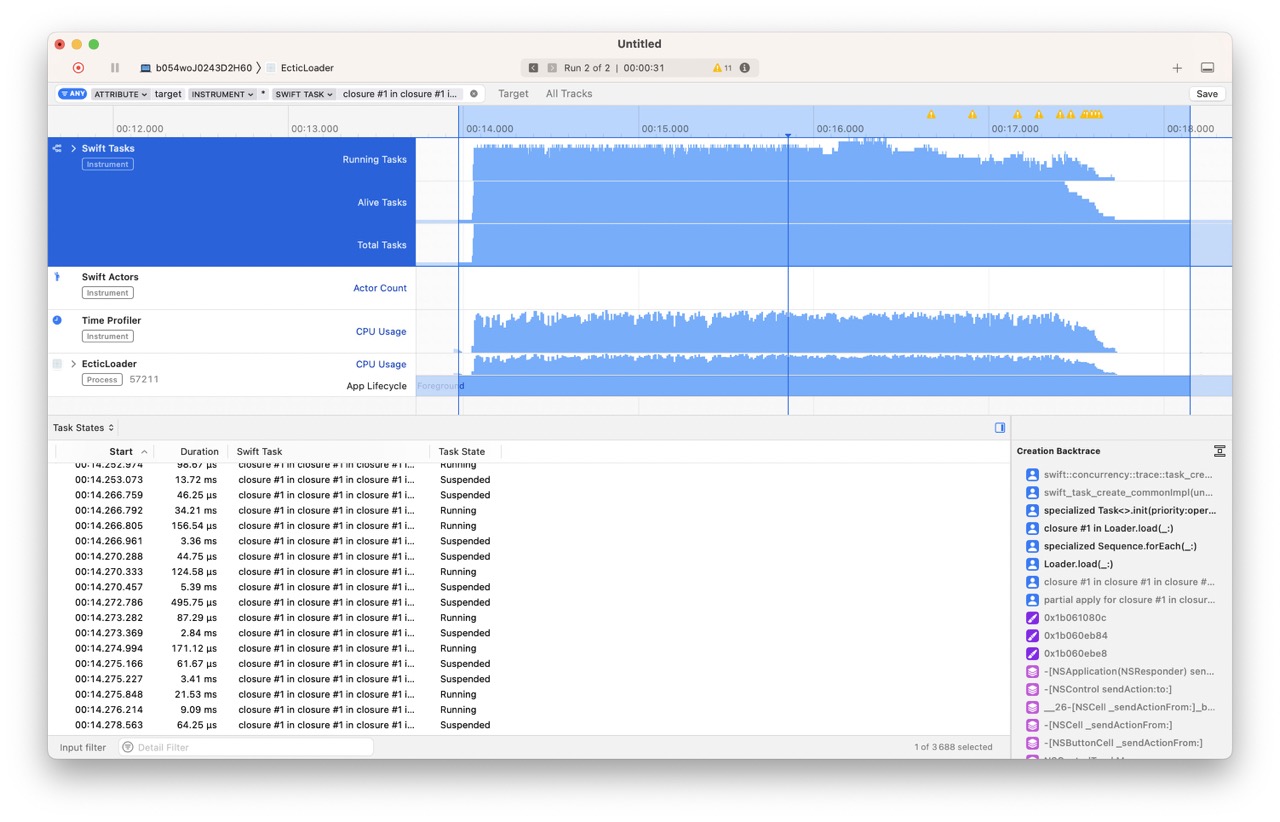 Untitled
b054woJ0243D2H60 〉 EcticLoader
Run 2 of 2 | 00:00:31
11
ANY ATTRIBUTE target INSTRUMENT * SWIFT TASK closure #1 in closure #1 i... Target All Tracks Save
00:12.000 00:13.000 00:14.000 00:15.000 00:16.000 00:17.000 00:18.000
Swift Tasks
Instrument
Running Tasks
Alive Tasks
Total Tasks
Swift Actors
Instrument
Actor Count
Time Profiler
Instrument
CPU Usage
EcticLoader
Process 57211
CPU Usage
App Lifecycle
Foreground
Task States
Start Duration Swift Task Task State
00:14.252.974 98.67 µs closure #1 in closure #1 in closure #1 i... Running
00:14.253.073 13.72 ms closure #1 in closure #1 in closure #1 i... Suspended
00:14.266.759 46.25 µs closure #1 in closure #1 in closure #1 i... Suspended
00:14.266.792 34.21 ms closure #1 in closure #1 in closure #1 i... Running
00:14.266.805 156.54 µs closure #1 in closure #1 in closure #1 i... Running
00:14.266.961 3.36 ms closure #1 in closure #1 in closure #1 i... Suspended
00:14.270.288 44.75 µs closure #1 in closure #1 in closure #1 i... Suspended
00:14.270.333 124.58 µs closure #1 in closure #1 in closure #1 i... Running
00:14.270.457 5.39 ms closure #1 in closure #1 in closure #1 i... Suspended
00:14.272.786 495.75 µs closure #1 in closure #1 in closure #1 i... Suspended
00:14.273.282 87.29 µs closure #1 in closure #1 in closure #1 i... Running
00:14.273.369 2.84 ms closure #1 in closure #1 in closure #1 i... Suspended
00:14.274.994 171.12 µs closure #1 in closure #1 in closure #1 i... Running
00:14.275.166 61.67 µs closure #1 in closure #1 in closure #1 i... Suspended
00:14.275.227 3.41 ms closure #1 in closure #1 in closure #1 i... Suspended
00:14.275.848 21.53 ms closure #1 in closure #1 in closure #1 i... Running
00:14.276.214 9.09 ms closure #1 in closure #1 in closure #1 i... Running
00:14.278.563 64.25 µs closure #1 in closure #1 in closure #1 i... Suspended
Input filter Detail Filter 1 of 3 688 selected
Creation Backtrace
swift::concurrency::trace::task_cre...
swift_task_create_commonImpl(un...
specialized Task<>.init(priority:oper...
closure #1 in Loader.load(_:)
specialized Sequence.forEach(_:)
Loader.load(_:)
closure #1 in closure #1 in closure #...
partial apply for closure #1 in closur...
0x1b061080c
0x1b060eb84
0x1b060ebe8
-[NSApplication(NSResponder) sen...
-[NSControl sendAction:to:]
__26-[NSCell _sendActionFrom:]_b...
-[NSCell _sendActionFrom:]
-[NSButtonCell _sendActionFrom:]